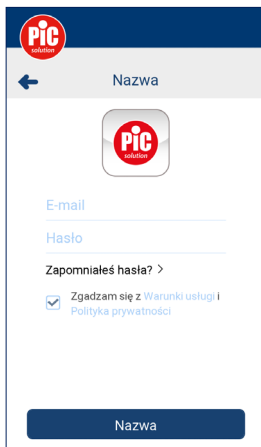 PiC
solution
Nazwa
PiC
solution
E-mail
Hasło
Zapomniałeś hasła? >
Zgadzam się z Warunki usługi i
Polityka prywatności
Nazwa